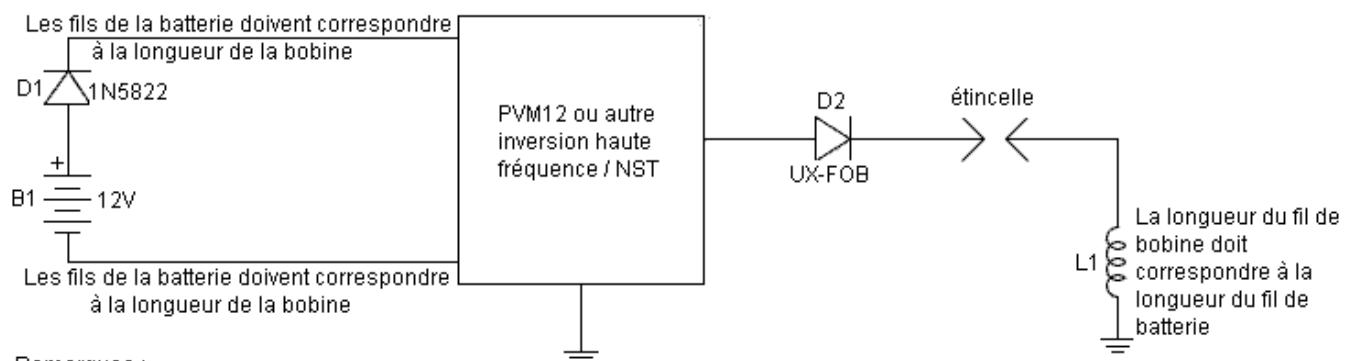 Les fils de la batterie doivent correspondre
à la longueur de la bobine
D1
1N5822
B1
+
12V
Les fils de la batterie doivent correspondre
à la longueur de la bobine
PVM12 ou autre
inversion haute
fréquence / NST
D2
UX-FOB
étincelle
L1
La longueur du fil de
bobine doit
correspondre à la
longueur du fil de
batterie